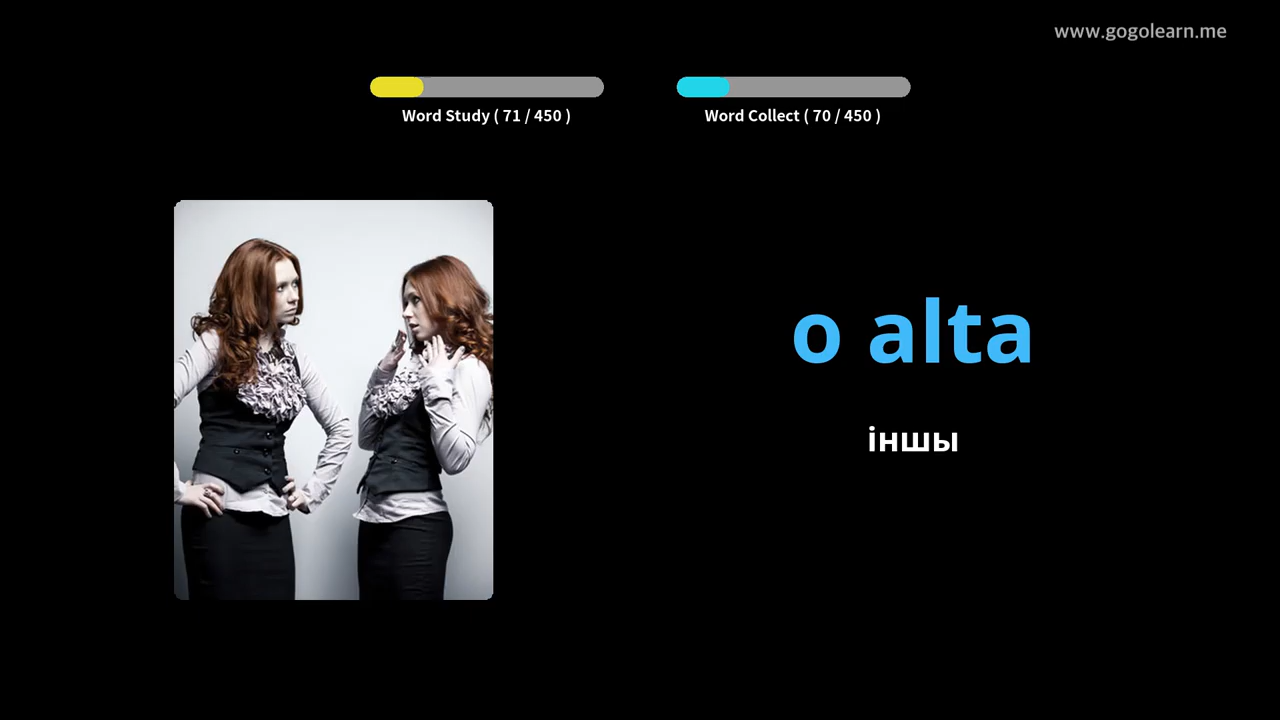 www.gogolearn.me
Word Study ( 71 / 450 )
Word Collect ( 70 / 450 )
o alta
іншы